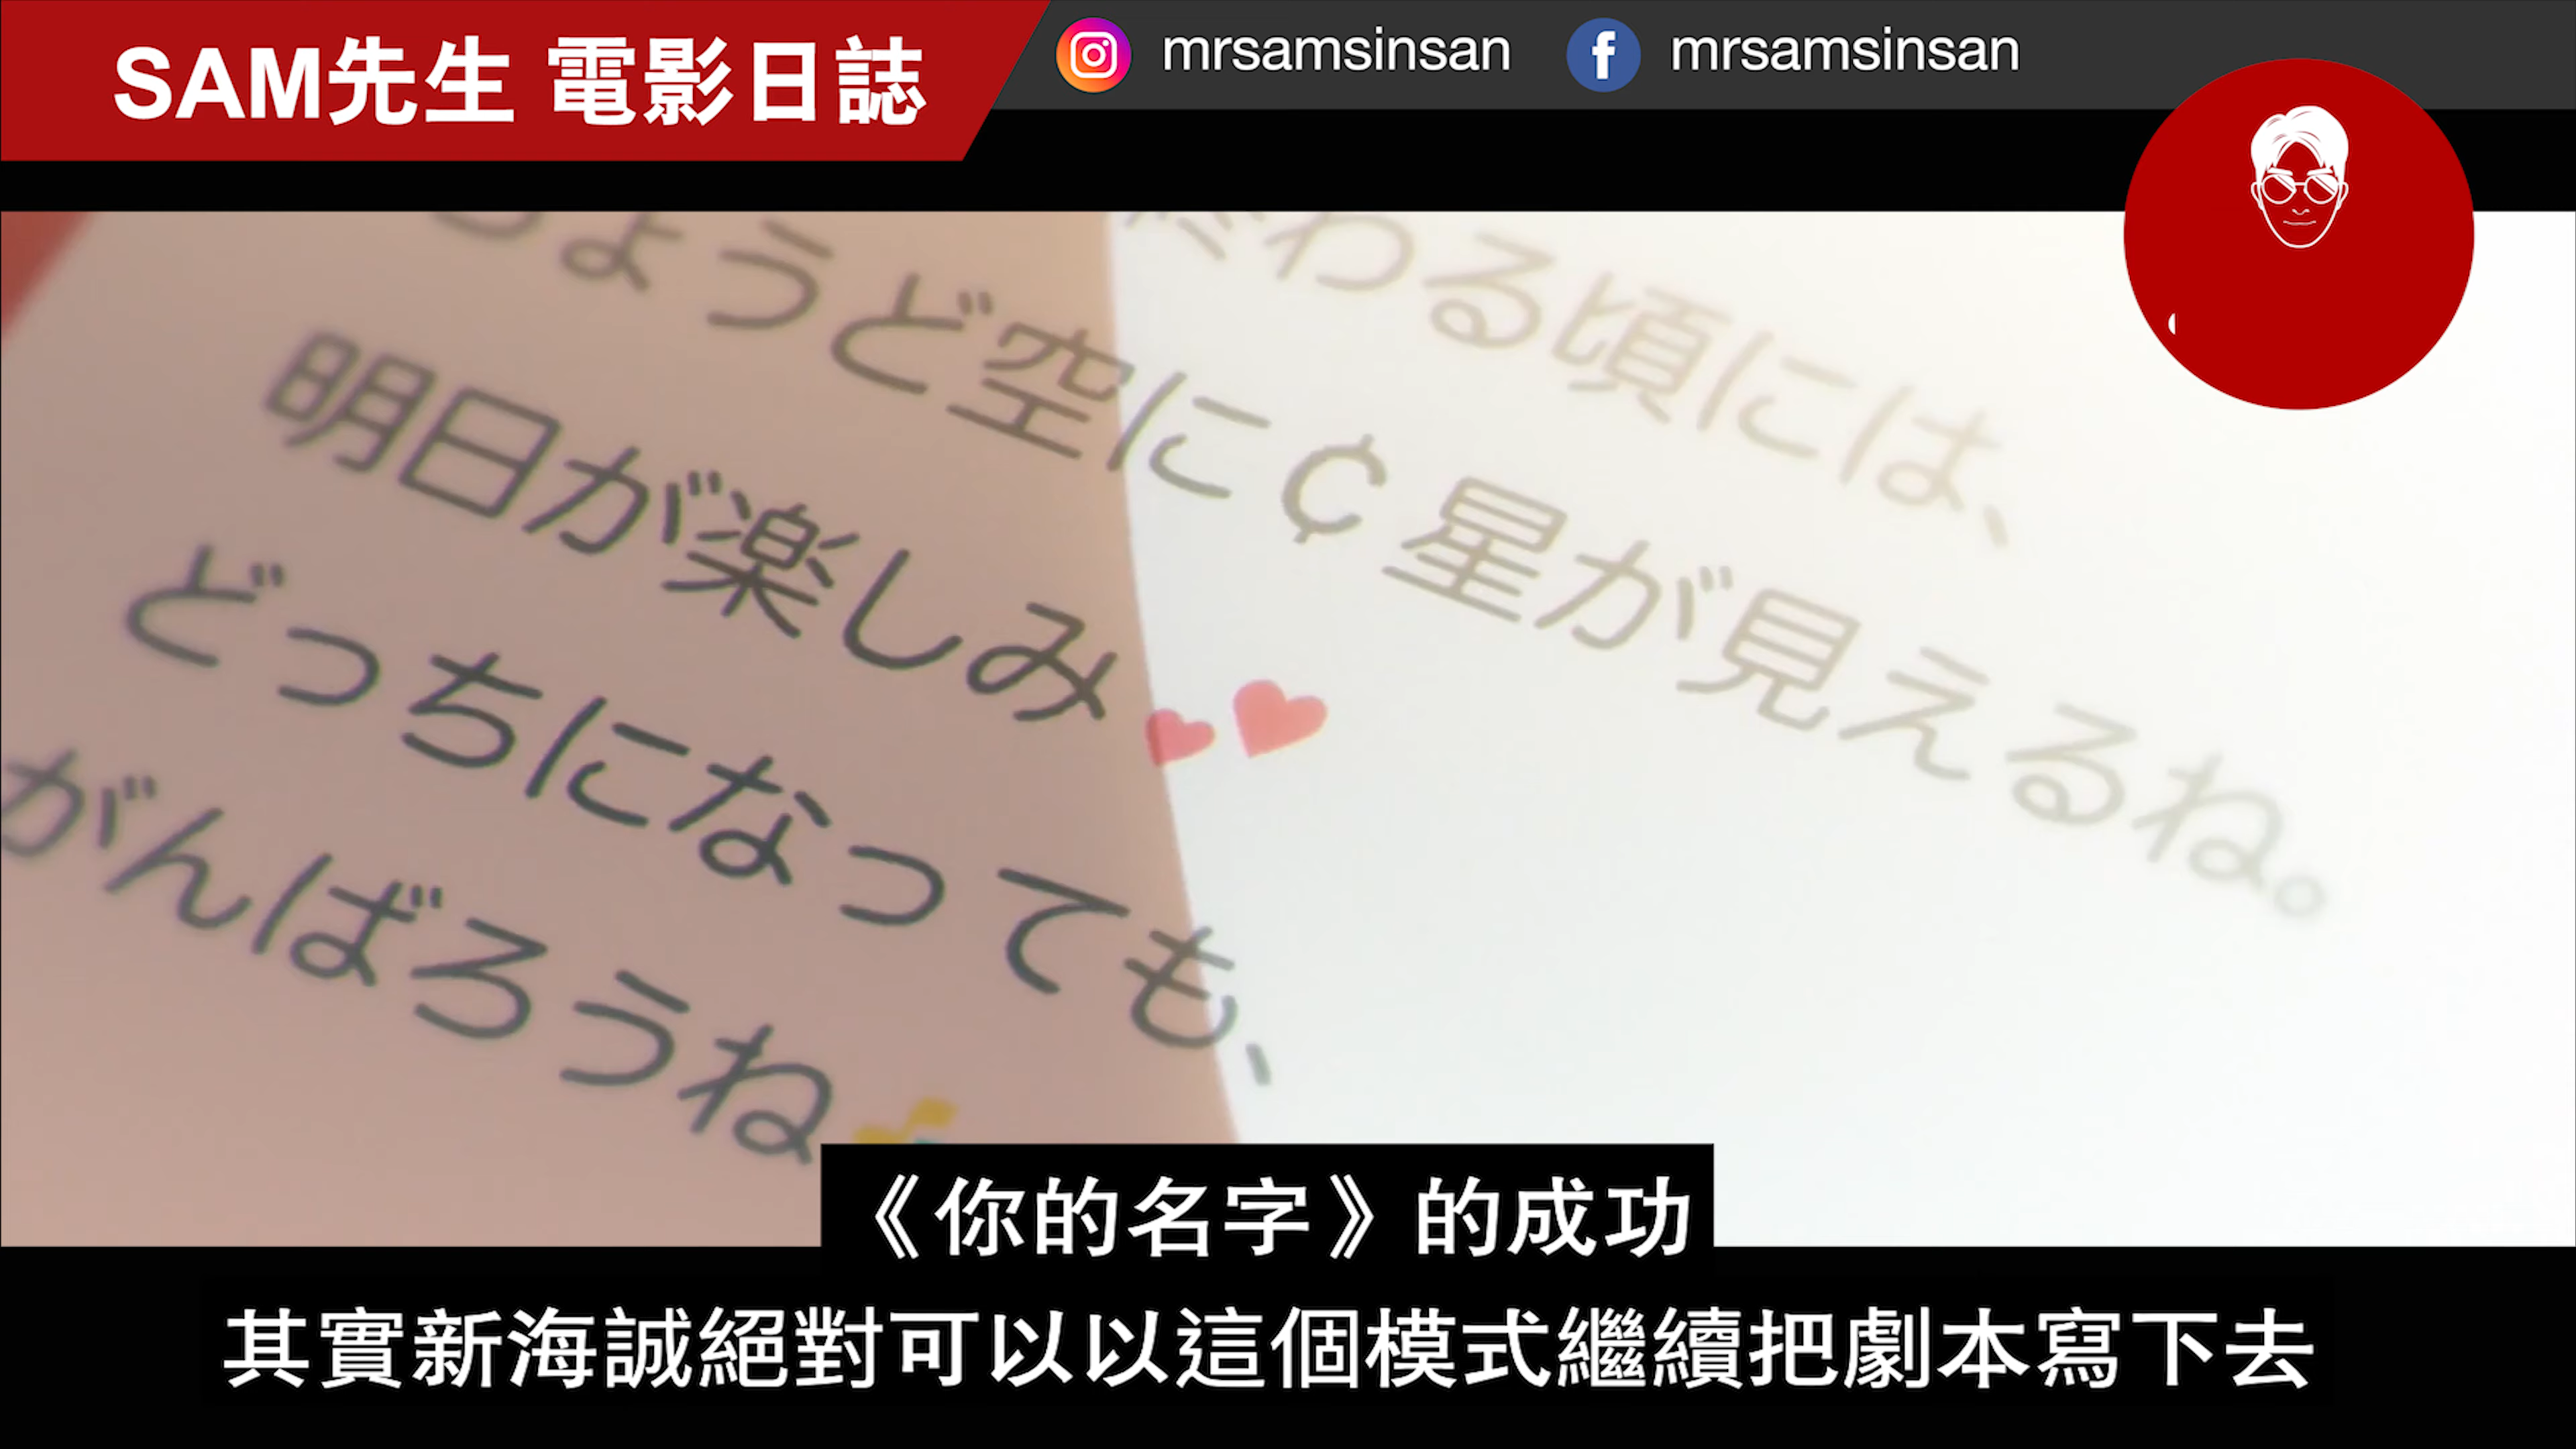 SAM先生 電影日誌
mrsamsinsan
mrsamsinsan
終わる頃には、
ちょうど空に¢星が見えるね。
明日が楽しみ
どっちになっても、
がんばろうね
《你的名字》的成功
其實新海誠絕對可以以這個模式繼續把劇本寫下去